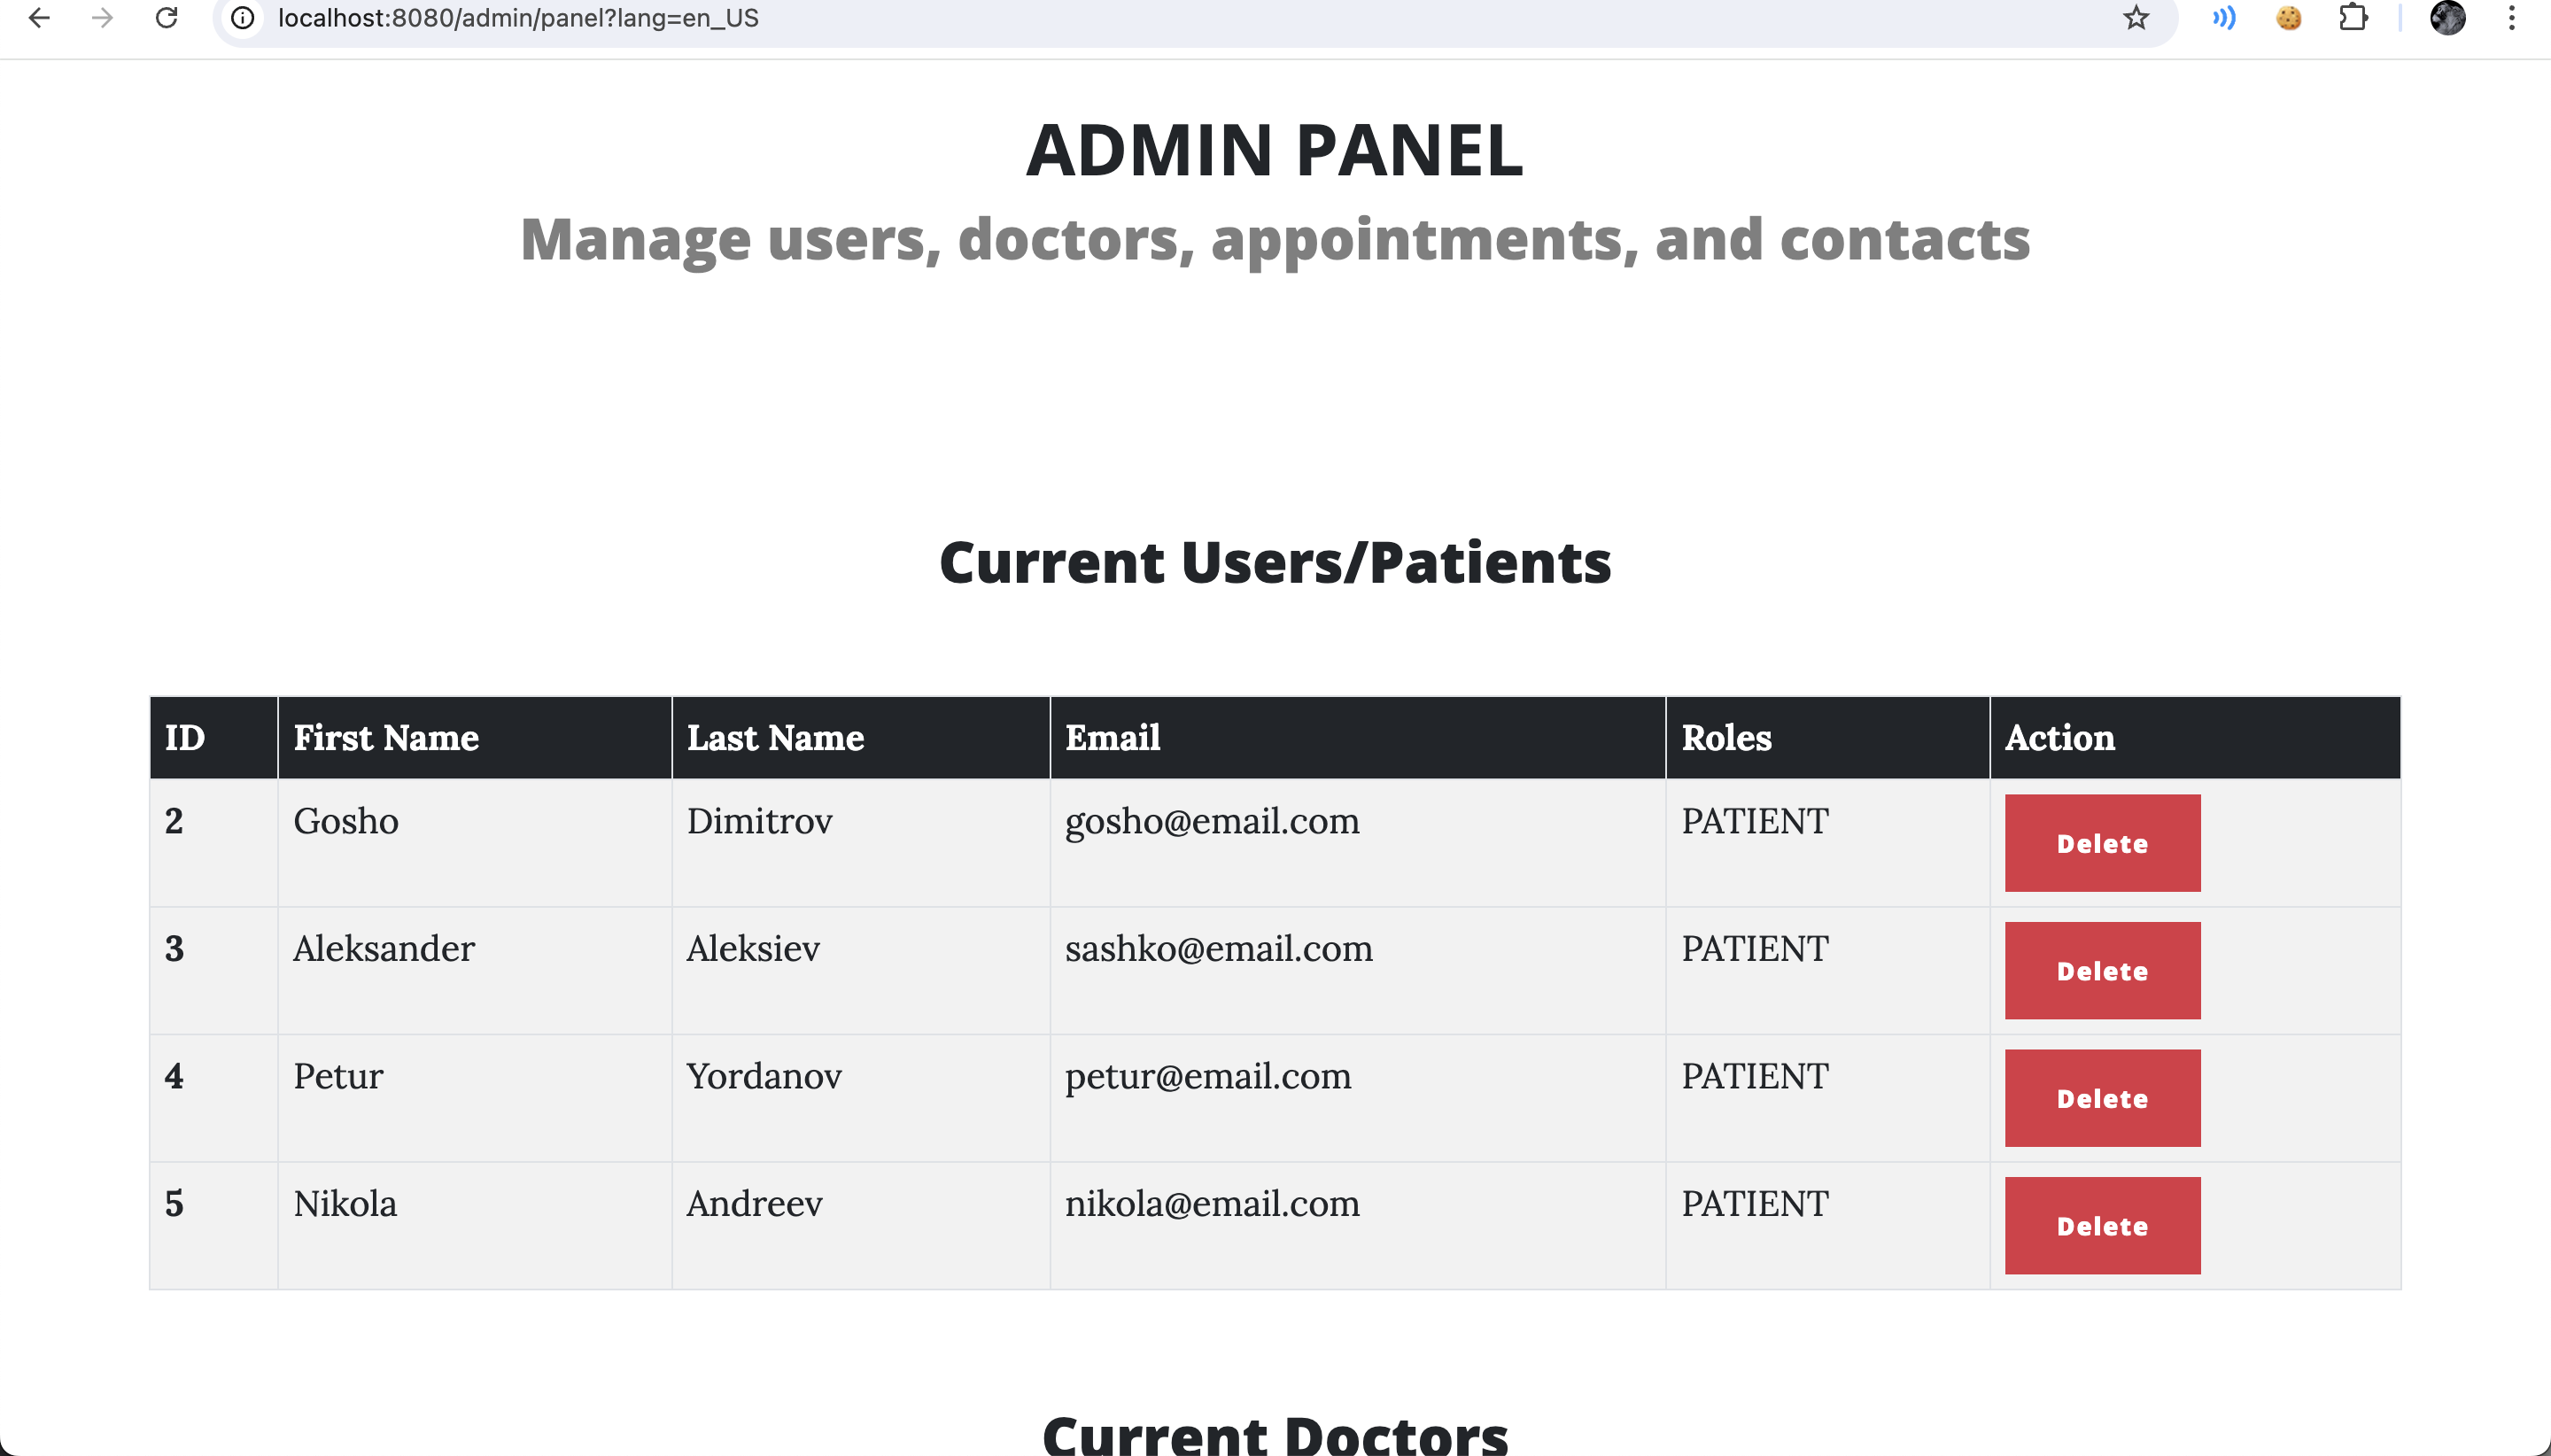 localhost:8080/admin/panel?lang=en_US
ADMIN PANEL
Manage users, doctors, appointments, and contacts
Current Users/Patients
ID First Name Last Name Email Roles Action
2 Gosho Dimitrov gosho@email.com PATIENT Delete
3 Aleksander Aleksiev sashko@email.com PATIENT Delete
4 Petur Yordanov petur@email.com PATIENT Delete
5 Nikola Andreev nikola@email.com PATIENT Delete
Current Doctors